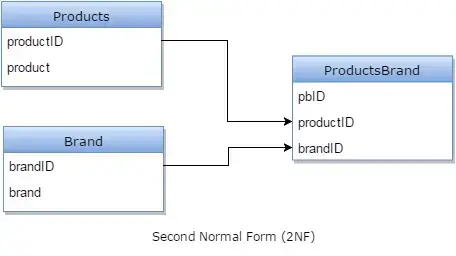 Products
productID
product
Brand
brandID
brand
ProductsBrand
pbID
productID
brandID
Second Normal Form (2NF)